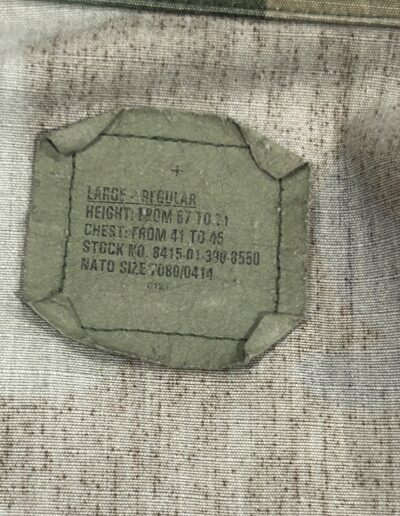 LARGE - REGULAR
HEIGHT: FROM 67 TO 71
CHEST: FROM 41 TO 45
STOCK NO. 8415-01-390-8550
NATO SIZE 7080/0414